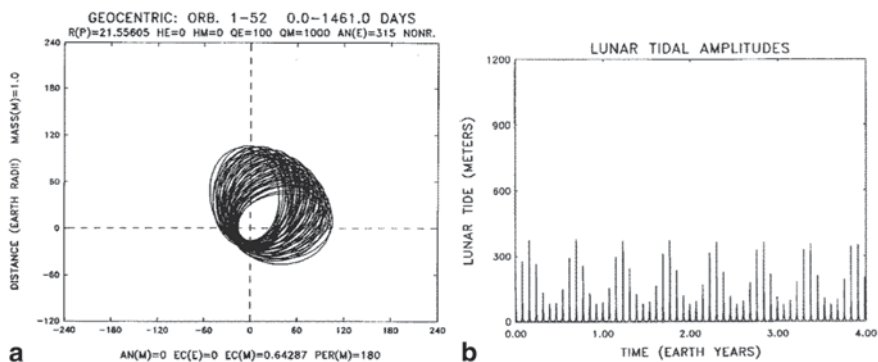 GEOCENTRIC: ORB. 1-52 0.0-1461.0 DAYS
R(P)=21.55605 HE=0 HM=0 QE=100 QM=1000 AN(E)=315 NONR.
DISTANCE (EARTH RADII) MASS(M)=1.0
240
180
120
60
0
-60
-120
-240 -180 -120 -60 0 60 120 180 240
AN(M)=0 EC(E)=0 EC(M)=0.64287 PER(M)=180
a
LUNAR TIDAL AMPLITUDES
LUNAR TIDE (METERS)
1200
900
600
300
0
0.00 1.00 2.00 3.00 4.00
TIME (EARTH YEARS)
b